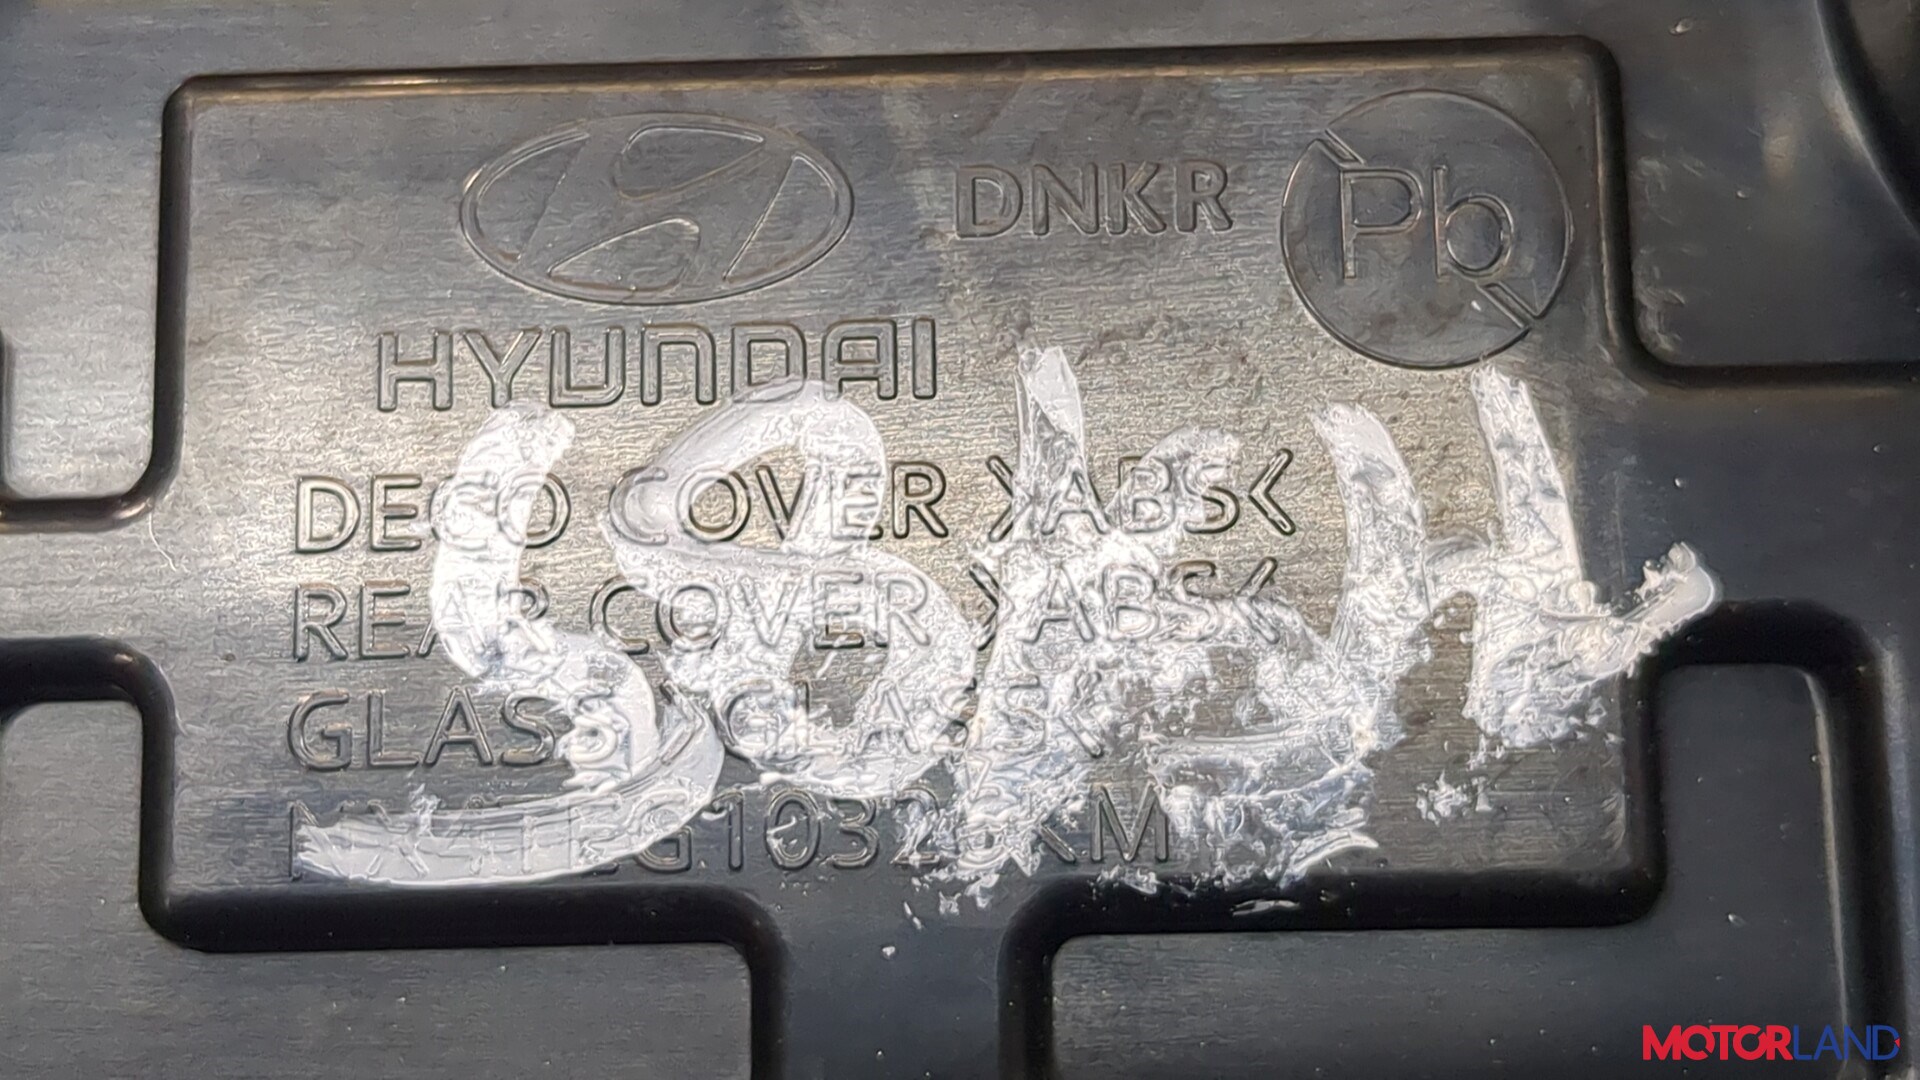 DNKR
Pb
HYUNDAI
DECO COVER >ABS<
REAR COVER >ABS<
GLASS >GLASS<
MOTORLAND